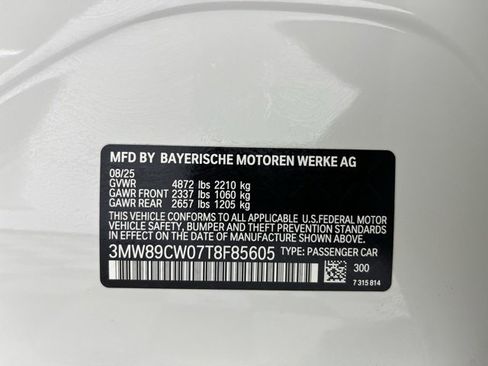 MFD BY BAYERISCHE MOTOREN WERKE AG
08/25
GVWR 4872 lbs 2210 kg
GAWR FRONT 2337 lbs 1060 kg
GAWR REAR 2657 lbs 1205 kg
THIS VEHICLE CONFORMS TO ALL APPLICABLE U.S.FEDERAL MOTOR
VEHICLE SAFETY, BUMPER AND THEFT PREVENTION STANDARDS
IN EFFECT ON THE DATE OF MANUFACTURE SHOWN ABOVE.
3MW89CW07T8F85605 TYPE: PASSENGER CAR
300
7 315 814